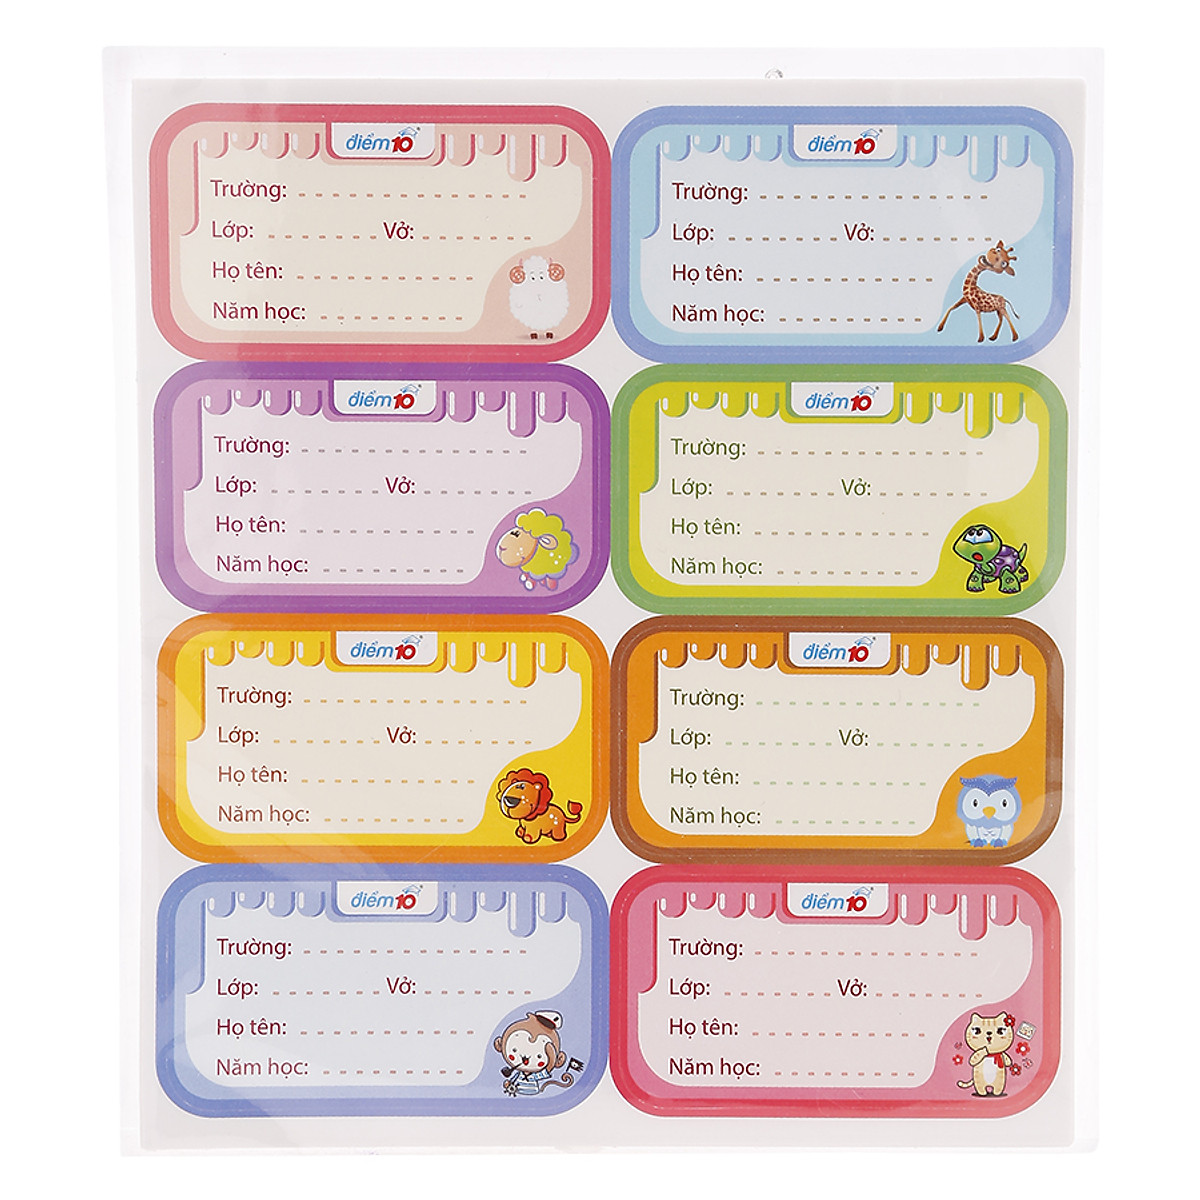 điểm10
Trường:
Lớp: Vở:
Họ tên:
Năm học:
điểm10
Trường:
Lớp: Vở:
Họ tên:
Năm học:
điểm10
Trường:
Lớp: Vở:
Họ tên:
Năm học:
điểm10
Trường:
Lớp: Vở:
Họ tên:
Năm học:
điểm10
Trường:
Lớp: Vở:
Họ tên:
Năm học:
điểm10
Trường:
Lớp: Vở:
Họ tên:
Năm học:
điểm10
Trường:
Lớp: Vở:
Họ tên:
Năm học:
điểm10
Trường:
Lớp: Vở:
Họ tên:
Năm học: